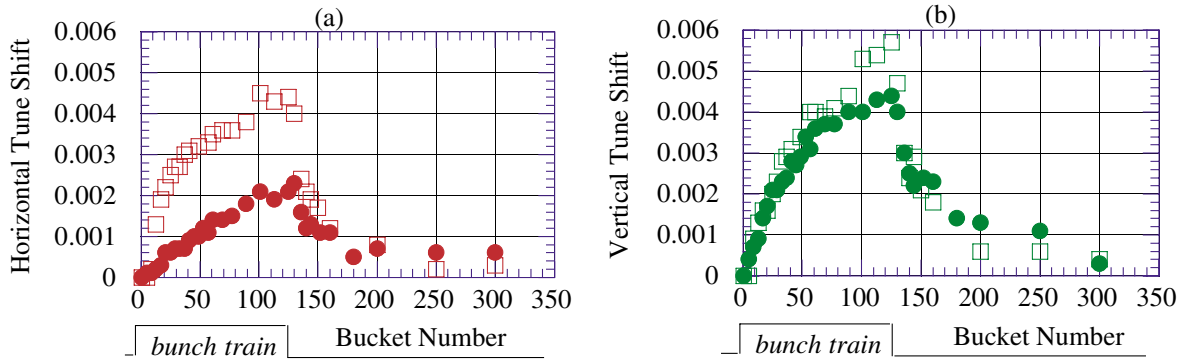 (a)
Horizontal Tune Shift
0.006
0.005
0.004
0.003
0.002
0.001
0
0 50 100 150 200 250 300 350
Bucket Number
bunch train
(b)
Vertical Tune Shift
0.006
0.005
0.004
0.003
0.002
0.001
0
0 50 100 150 200 250 300 350
Bucket Number
bunch train